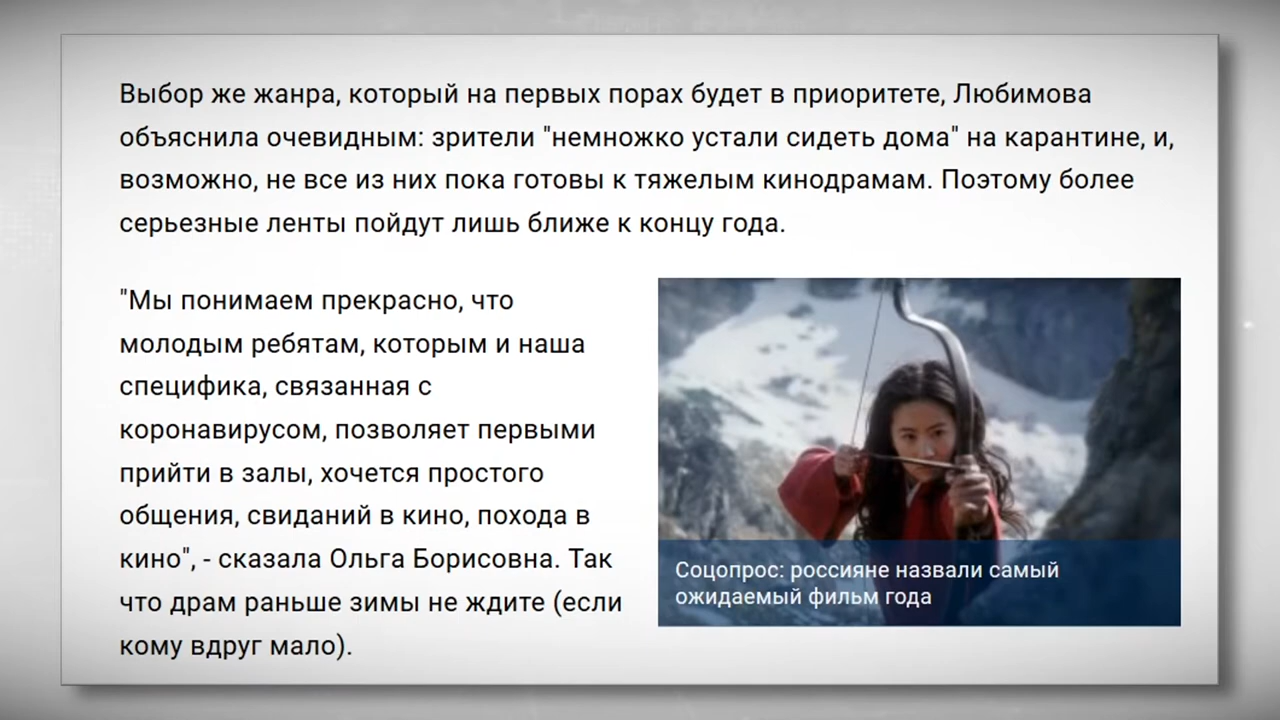 Выбор же жанра, который на первых порах будет в приоритете, Любимова
объяснила очевидным: зрители "немножко устали сидеть дома" на карантине, и,
возможно, не все из них пока готовы к тяжелым кинодрамам. Поэтому более
серьезные ленты пойдут лишь ближе к концу года.
"Мы понимаем прекрасно, что
молодым ребятам, которым и наша
специфика, связанная с
коронавирусом, позволяет первыми
прийти в залы, хочется простого
общения, свиданий в кино, похода в
кино", - сказала Ольга Борисовна. Так
что драм раньше зимы не ждите (если
кому вдруг мало).
Соцопрос: россияне назвали самый
ожидаемый фильм года